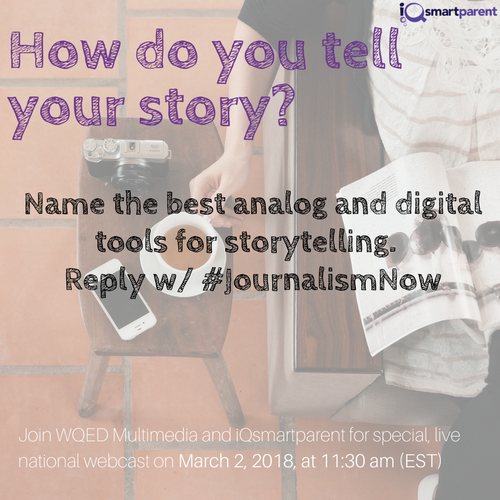 iQsmartparent
How do you tell
your story?
Name the best analog and digital
tools for storytelling.
Reply w/ #JournalismNow
Join WQED Multimedia and iQsmartparent for special, live
national webcast on March 2, 2018, at 11:30 am (EST)